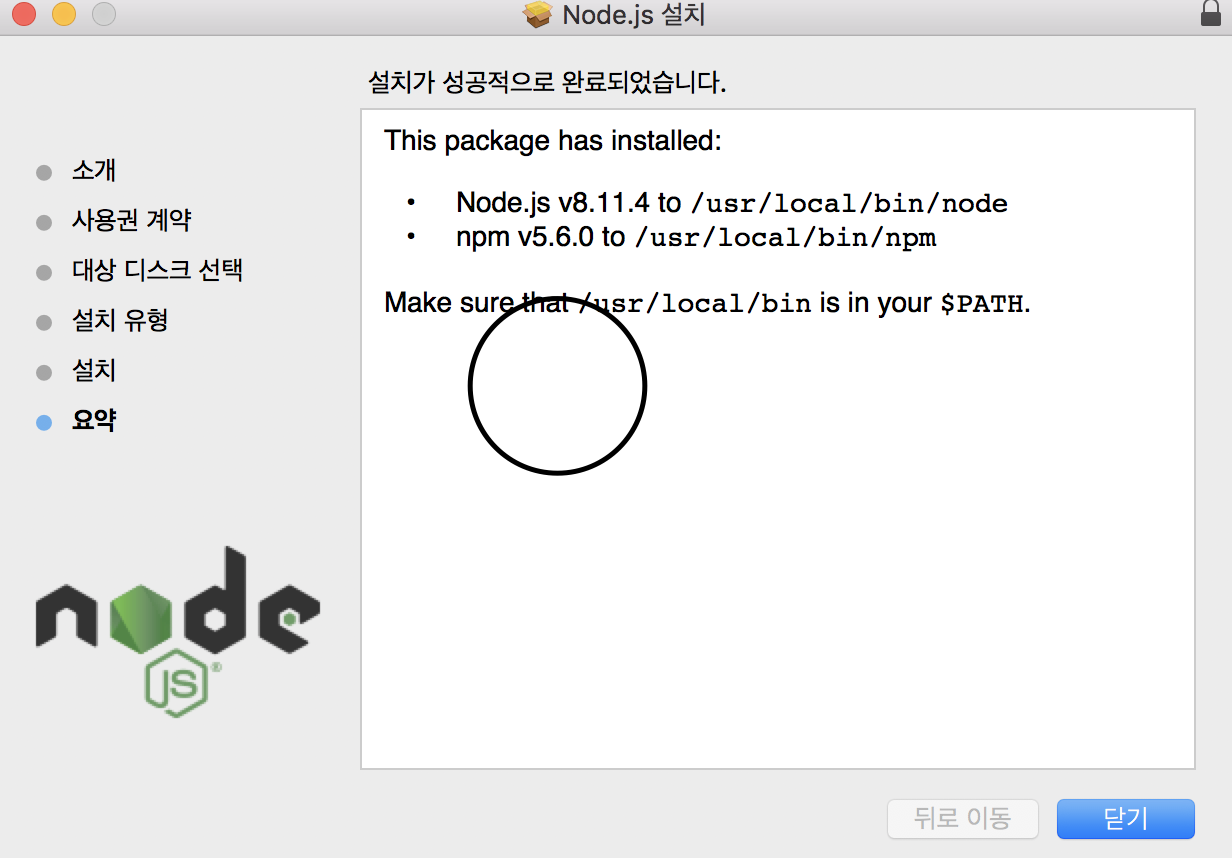 Node.js 설치
설치가 성공적으로 완료되었습니다.
소개
사용권 계약
대상 디스크 선택
설치 유형
설치
요약
This package has installed:
• Node.js v8.11.4 to /usr/local/bin/node
• npm v5.6.0 to /usr/local/bin/npm
Make sure that /usr/local/bin is in your $PATH.
node
JS®
뒤로 이동
닫기